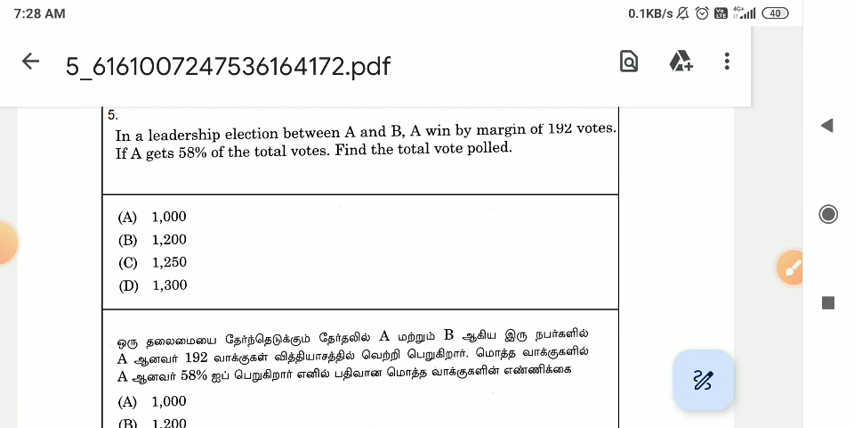 7:28 AM
0.1KB/s
4G+
40
5_6161007247536164172.pdf
5.
In a leadership election between A and B, A win by margin of 192 votes.
If A gets 58% of the total votes. Find the total vote polled.
(A) 1,000
(B) 1,200
(C) 1,250
(D) 1,300
ஒரு தலைமையை தேர்ந்தெடுக்கும் தேர்தலில் A மற்றும் B ஆகிய இரு நபர்களில்
A ஆனவர் 192 வாக்குகள் வித்தியாசத்தில் வெற்றி பெறுகிறார். மொத்த வாக்குகளில்
A ஆனவர் 58% ஐப் பெறுகிறார் எனில் பதிவான மொத்த வாக்குகளின் எண்ணிக்கை
(A) 1,000
(B) 1,200